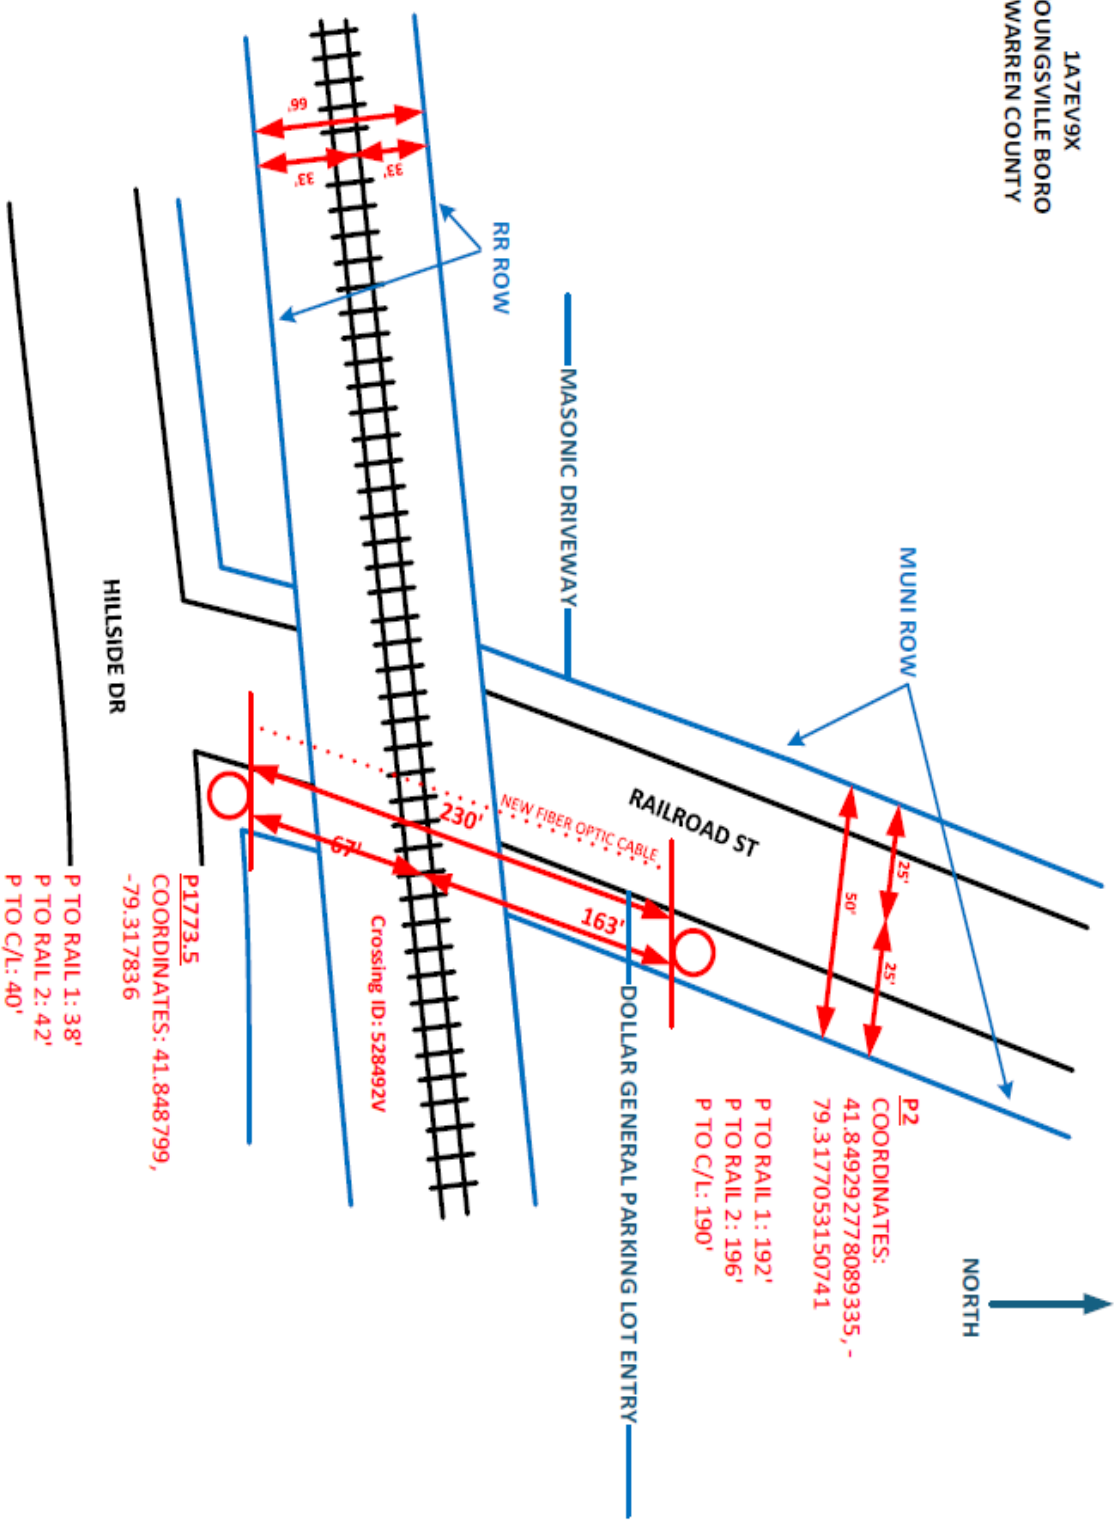 1A7EV9X
OUNGSVILLE BORO
WARREN COUNTY
NORTH
MUNI ROW
P2
COORDINATES:
41.84929277808933​5, -
79.3177053150741
P TO RAIL 1: 192'
P TO RAIL 2: 196'
P TO C/L: 190'
25'
25'
50'
RAILROAD ST
MASONIC DRIVEWAY
DOLLAR GENERAL PARKING LOT ENTRY
RR ROW
NEW FIBER OPTIC CABLE
230'
163'
67'
66'
33'
33'
Crossing ID: 528492V
HILLSIDE DR
P1773.5
COORDINATES: 41.848799,
-79.317836
P TO RAIL 1: 38'
P TO RAIL 2: 42'
P TO C/L: 40'